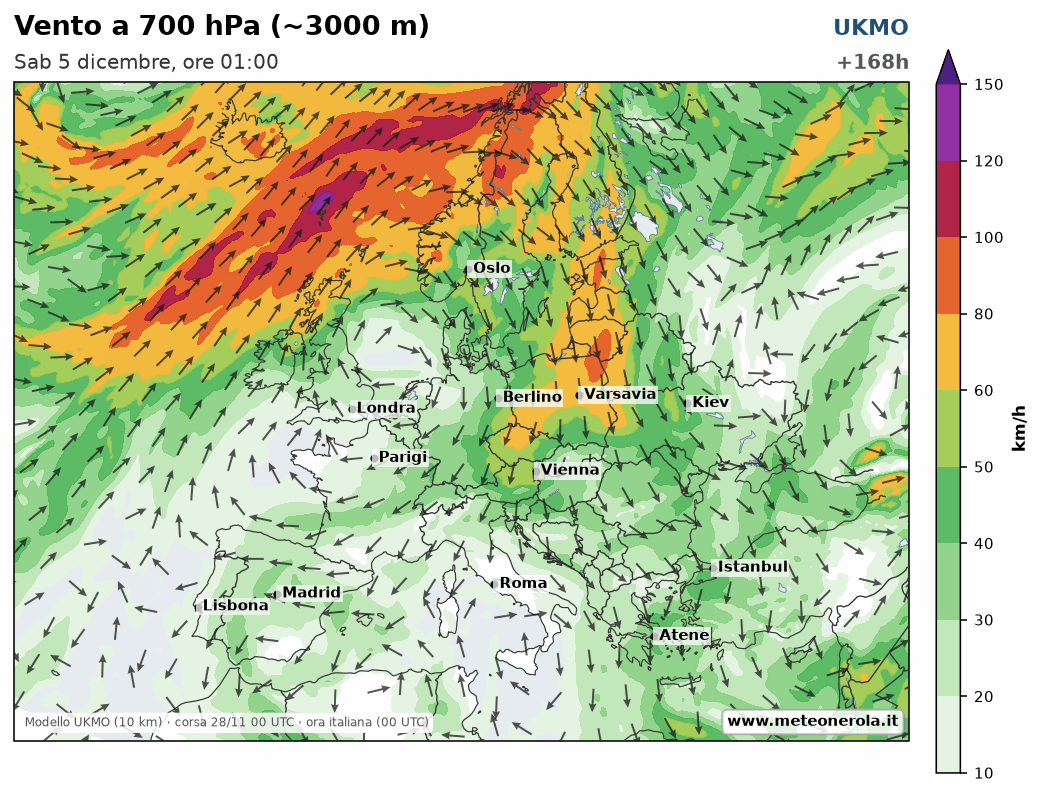 Vento a 700 hPa (~3000 m)
UKMO
Sab 5 dicembre, ore 01:00
+168h
150
120
100
80
60
50
40
30
20
10
km/h
Oslo
Berlino
Varsavia
Kiev
Londra
Parigi
Vienna
Istanbul
Roma
Madrid
Lisbona
Atene
Modello UKMO (10 km) · corsa 28/11 00 UTC · ora italiana (00 UTC)
www.meteonerola.it